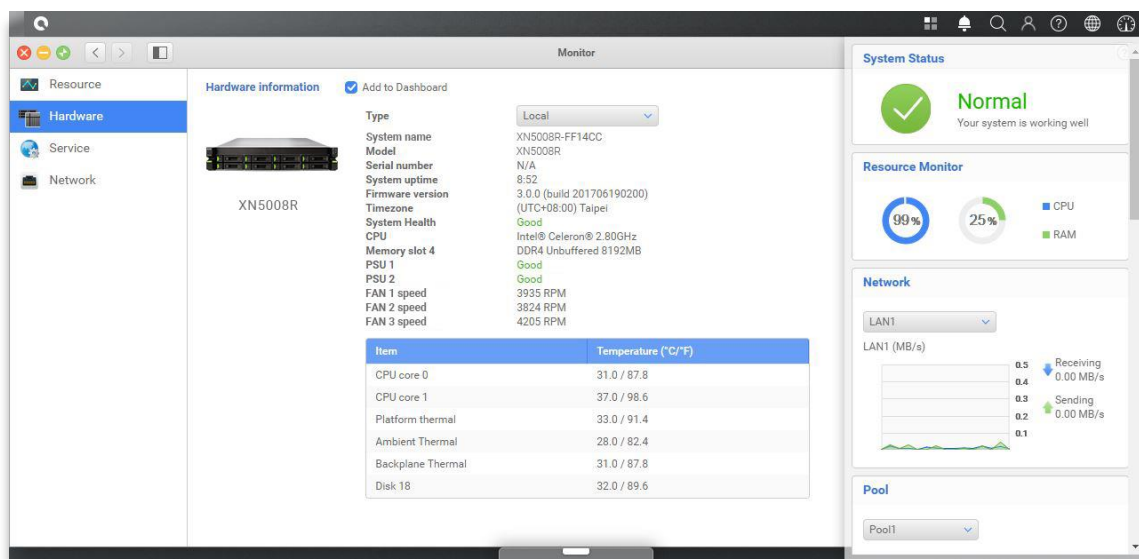 Monitor
Resource
Hardware
Service
Network
Hardware information
Add to Dashboard
XN5008R
Type Local
System name XN5008R-FF14CC
Model XN5008R
Serial number N/A
System uptime 8:52
Firmware version 3.0.0 (build 201706190200)
Timezone (UTC+08:00) Taipei
System Health Good
CPU Intel® Celeron® 2.80GHz
Memory slot 4 DDR4 Unbuffered 8192MB
PSU 1 Good
PSU 2 Good
FAN 1 speed 3935 RPM
FAN 2 speed 3824 RPM
FAN 3 speed 4205 RPM
Item Temperature (°C/°F)
CPU core 0 31.0 / 87.8
CPU core 1 37.0 / 98.6
Platform thermal 33.0 / 91.4
Ambient Thermal 28.0 / 82.4
Backplane Thermal 31.0 / 87.8
Disk 18 32.0 / 89.6
System Status
Normal
Your system is working well
Resource Monitor
99%
25%
CPU
RAM
Network
LAN1
LAN1 (MB/s)
0.5
0.4
0.3
0.2
0.1
Receiving
0.00 MB/s
Sending
0.00 MB/s
Pool
Pool1